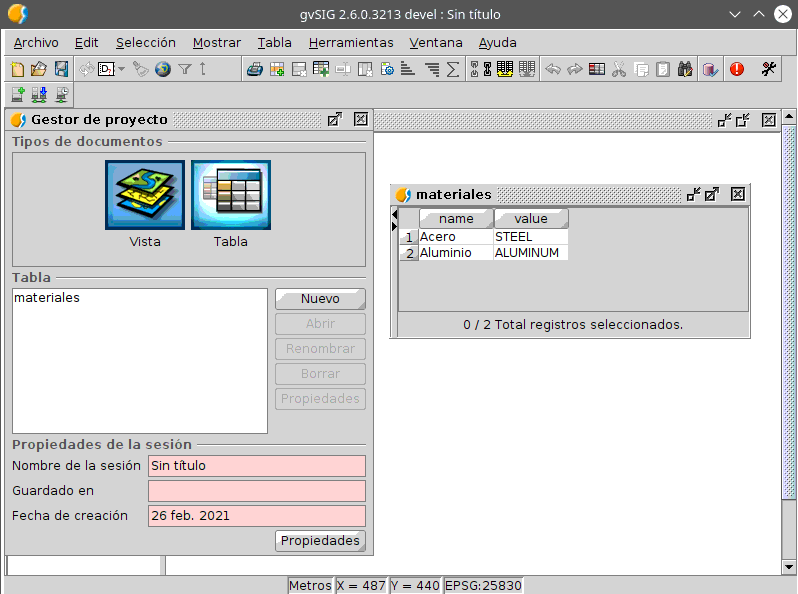 gvSIG 2.6.0.3213 devel : Sin título
Archivo Edit Selección Mostrar Tabla Herramientas Ventana Ayuda
Gestor de proyecto
Tipos de documentos
Vista Tabla
Tabla
materiales
Nuevo
Abrir
Renombrar
Borrar
Propiedades
Propiedades de la sesión
Nombre de la sesión Sin título
Guardado en
Fecha de creación 26 feb. 2021
Propiedades
materiales
name value
1 Acero STEEL
2 Aluminio ALUMINUM
0 / 2 Total registros seleccionados.
Metros X = 487 Y = 440 EPSG:25830